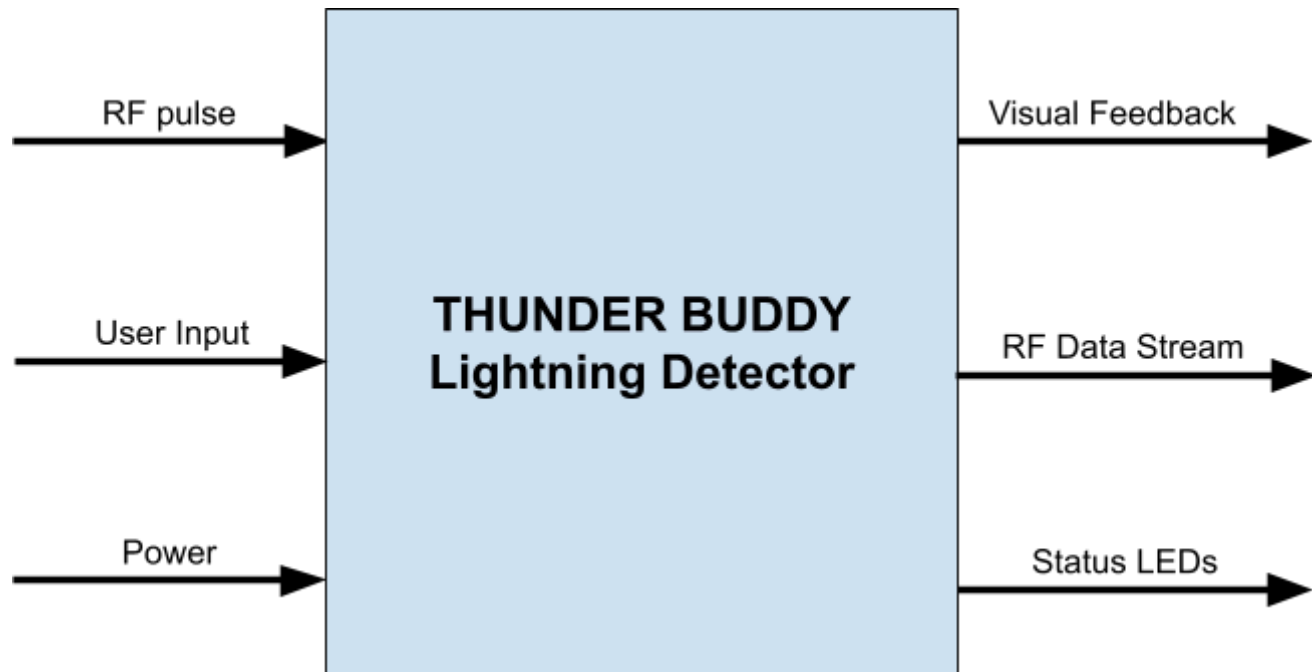 RF pulse
Visual Feedback
User Input
THUNDER BUDDY
Lightning Detector
RF Data Stream
Power
Status LEDs